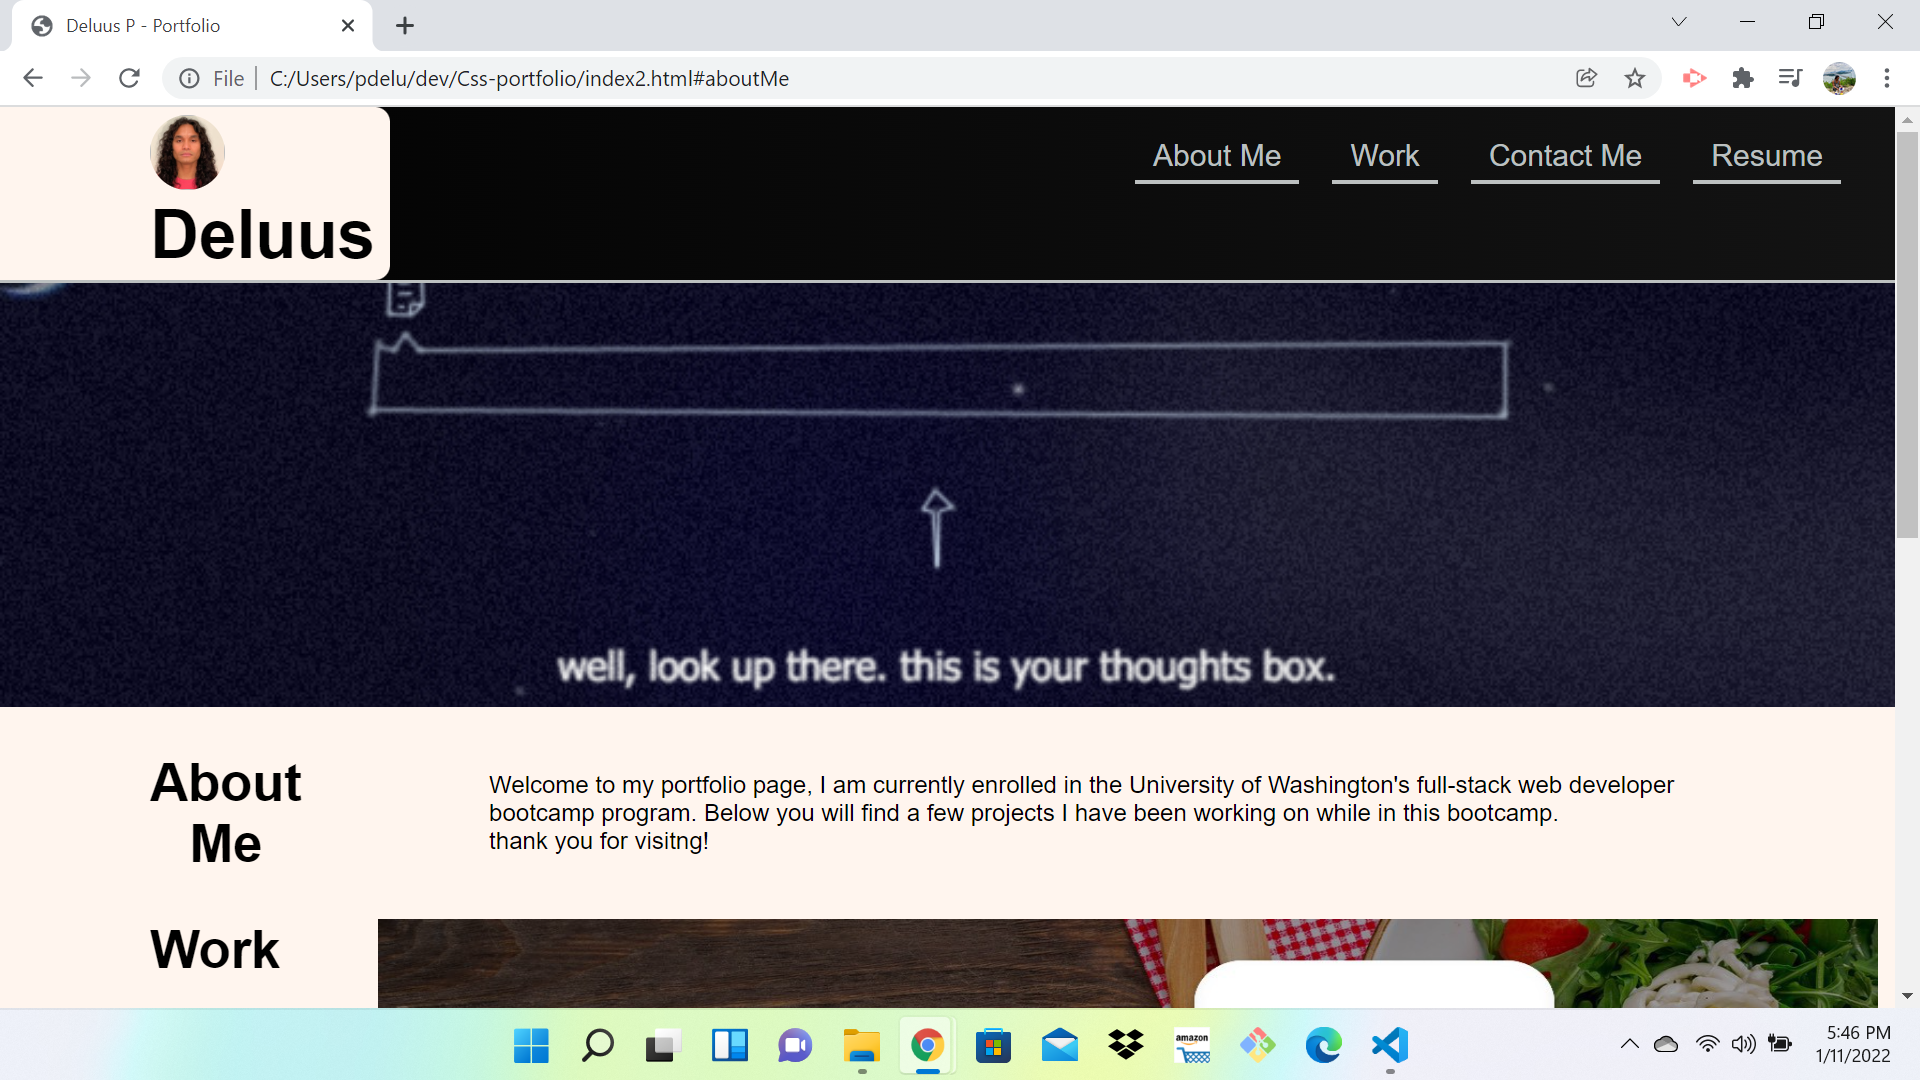 Deluus P - Portfolio
File
C:/Users/pdelu/dev/Css-portfolio/index2.html#aboutMe
Deluus
About Me
Work
Contact Me
Resume
well, look up there. this is your thoughts box.
About
Me
Welcome to my portfolio page, I am currently enrolled in the University of Washington's full-stack web developer
bootcamp program. Below you will find a few projects I have been working on while in this bootcamp.
thank you for visitng!
Work
amazon
5:46 PM
1/11/2022